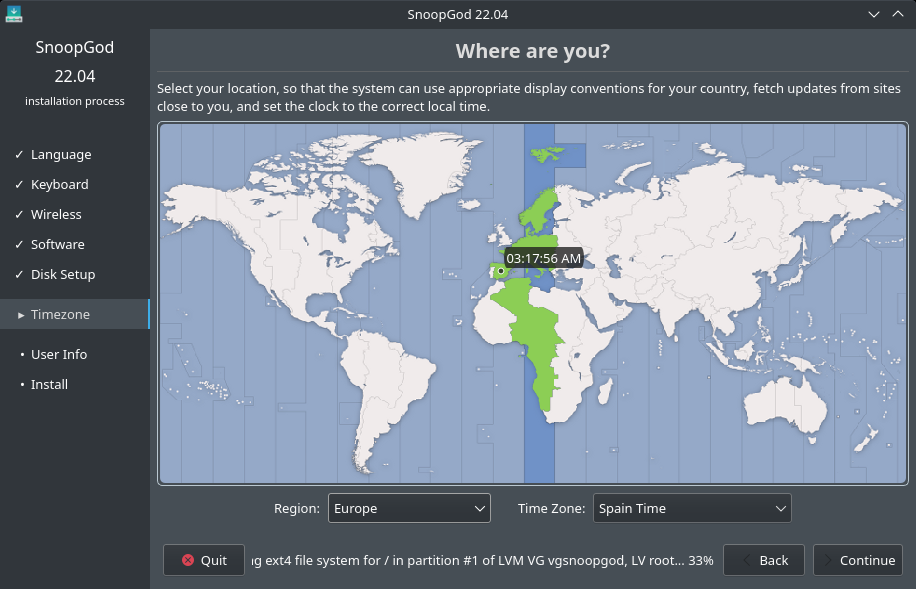 SnoopGod 22.04
SnoopGod
22.04
installation process
✓ Language
✓ Keyboard
✓ Wireless
✓ Software
✓ Disk Setup
▸ Timezone
• User Info
• Install
Where are you?
Select your location, so that the system can use appropriate display conventions for your country, fetch updates from sites
close to you, and set the clock to the correct local time.
03:17:56 AM
Region: Europe Time Zone: Spain Time
Quit g ext4 file system for / in partition #1 of LVM VG vgsnoopgod, LV root... 33% Back Continue